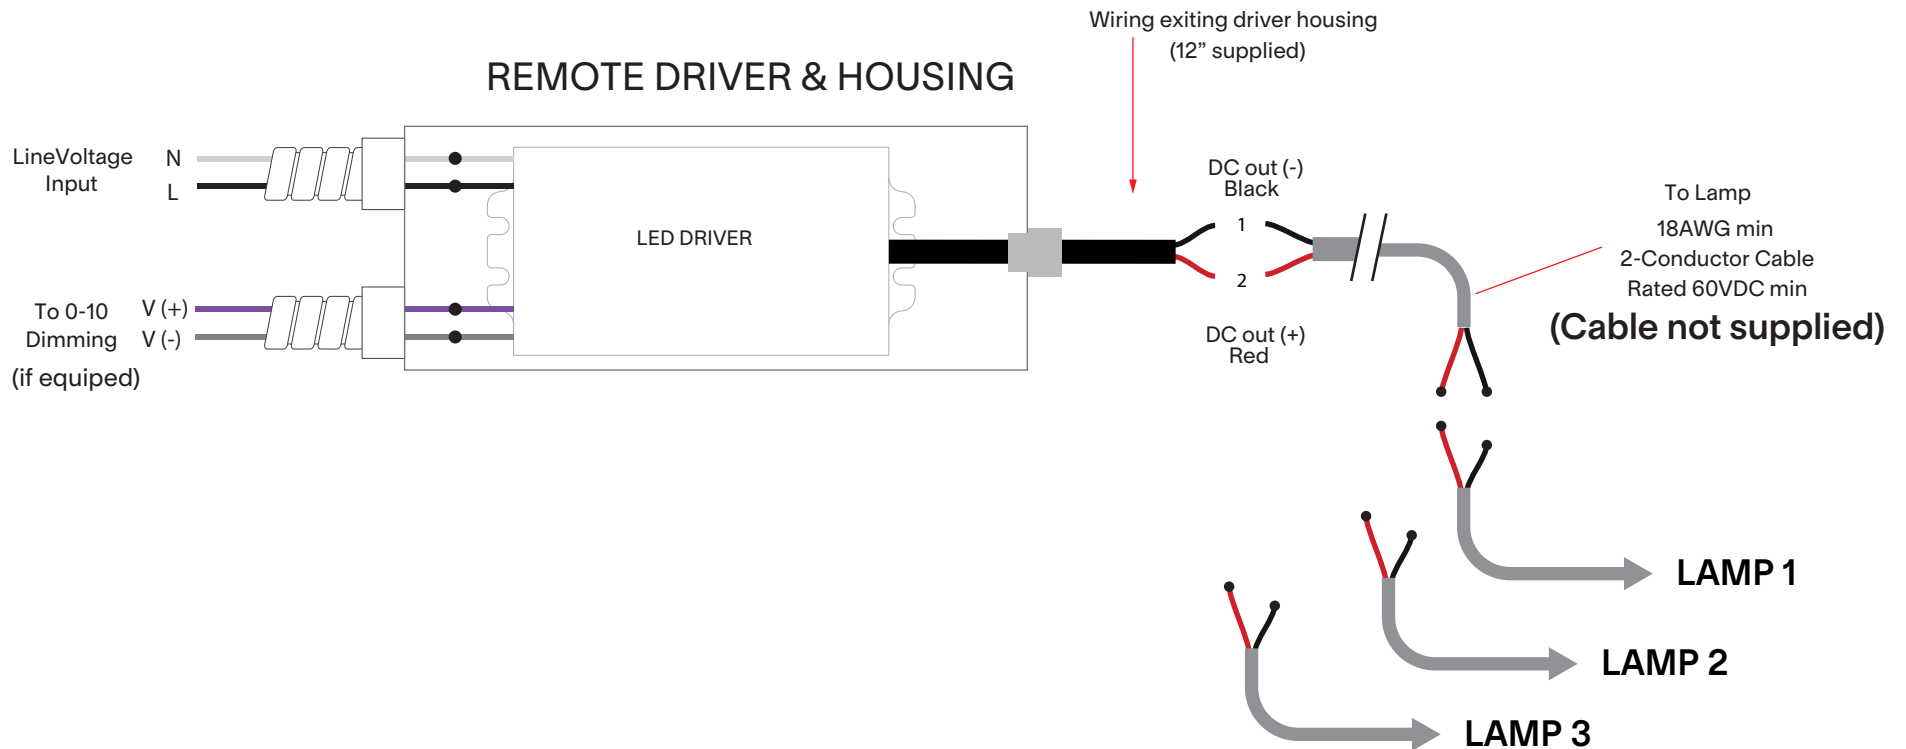 Wiring exiting driver housing
(12” supplied)
REMOTE DRIVER & HOUSING
LineVoltage
Input
N
L
LED DRIVER
To 0-10
Dimming
(if equiped)
V (+)
V (-)
DC out (-)
Black
1
2
DC out (+)
Red
To Lamp
18AWG min
2-Conductor Cable
Rated 60VDC min
(Cable not supplied)
LAMP 1
LAMP 2
LAMP 3